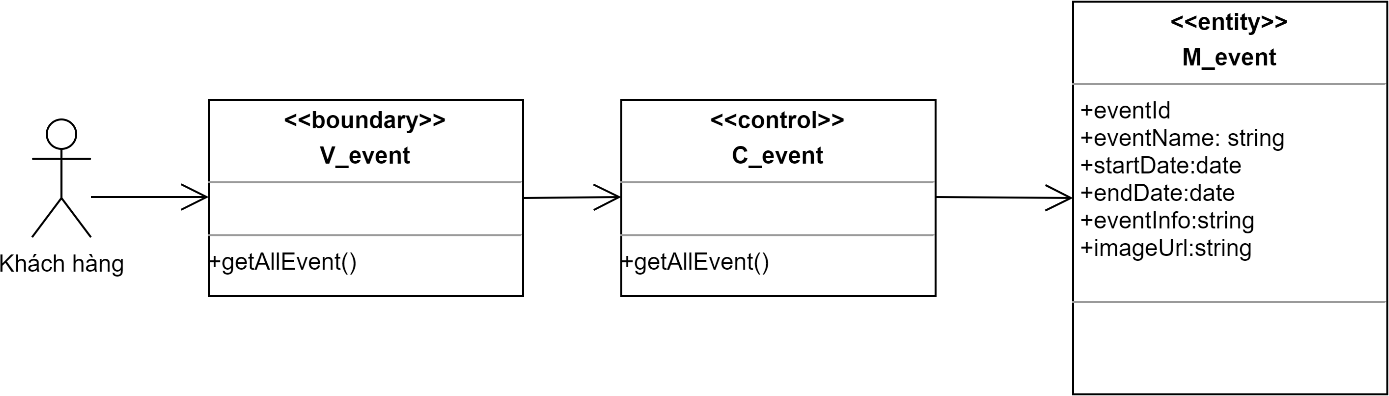 Khách hàng
<<boundary>>
V_event
+getAllEvent()
<<control>>
C_event
+getAllEvent()
<<entity>>
M_event
+eventId
+eventName: string
+startDate:date
+endDate:date
+eventInfo:string
+imageUrl:string